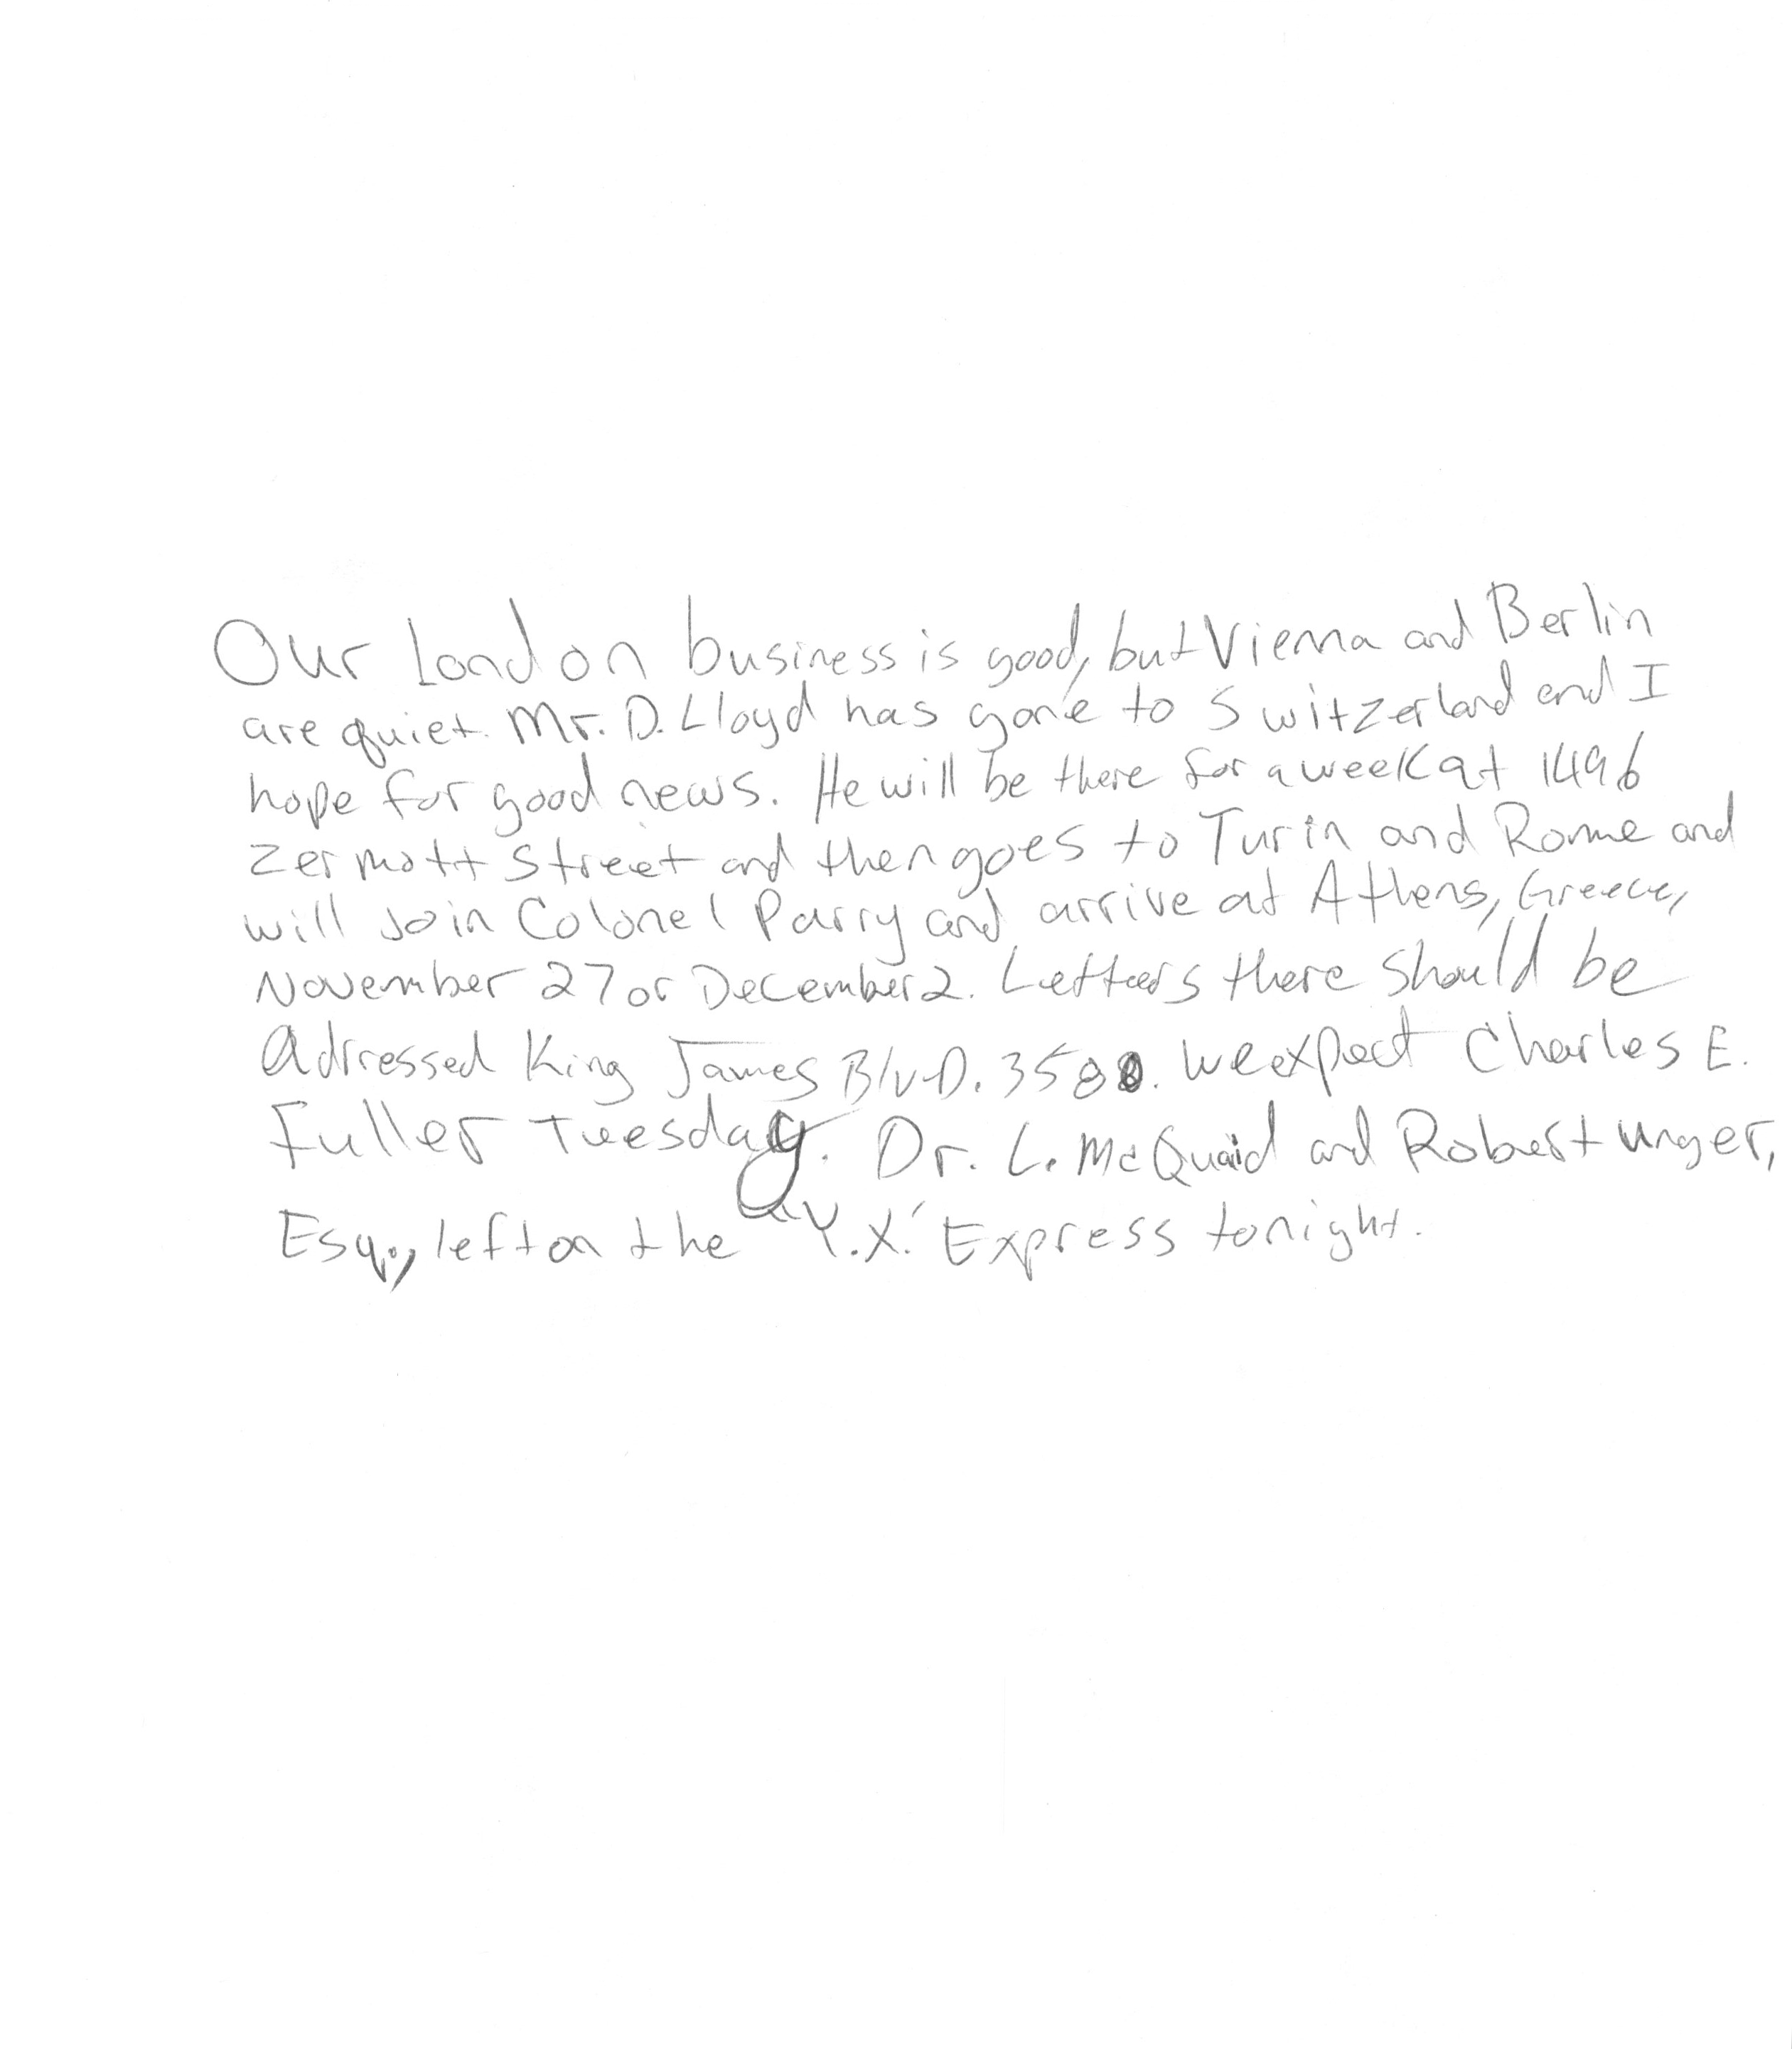 Our London business is good, but Vienna and Berlin
are quiet. Mr. D. Lloyd has gone to Switzerland and I
hope for good news. He will be there for a week at 1496
Zermott Street and then goes to Turin and Rome and
will join Colonel Parry and arrive at Athens, Greece,
November 27 or December 2. Letters there should be
Adressed King James Blvd. 3580. We expect Charles E.
Fuller Tuesday. Dr. L. McQuaid and Robert Unger,
Esq., left on the "Y.X." Express tonight.